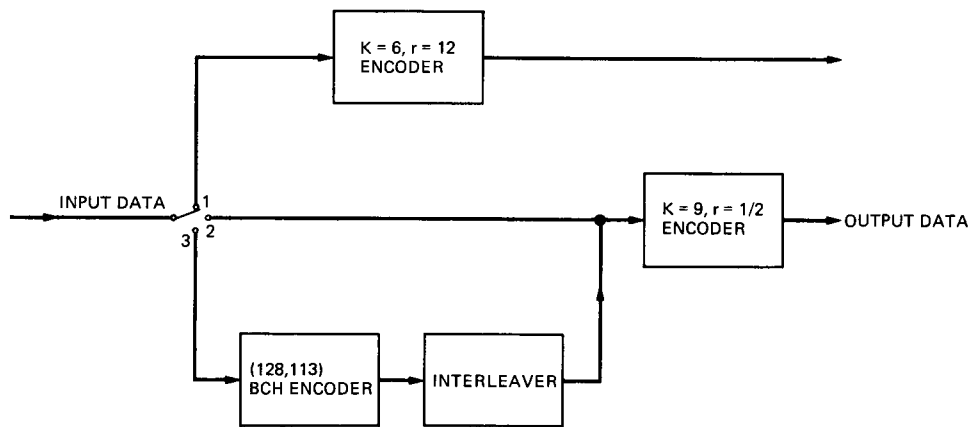 K = 6, r = 12
ENCODER
INPUT DATA
1
2
3
K = 9, r = 1/2
ENCODER
OUTPUT DATA
(128,113)
BCH ENCODER
INTERLEAVER